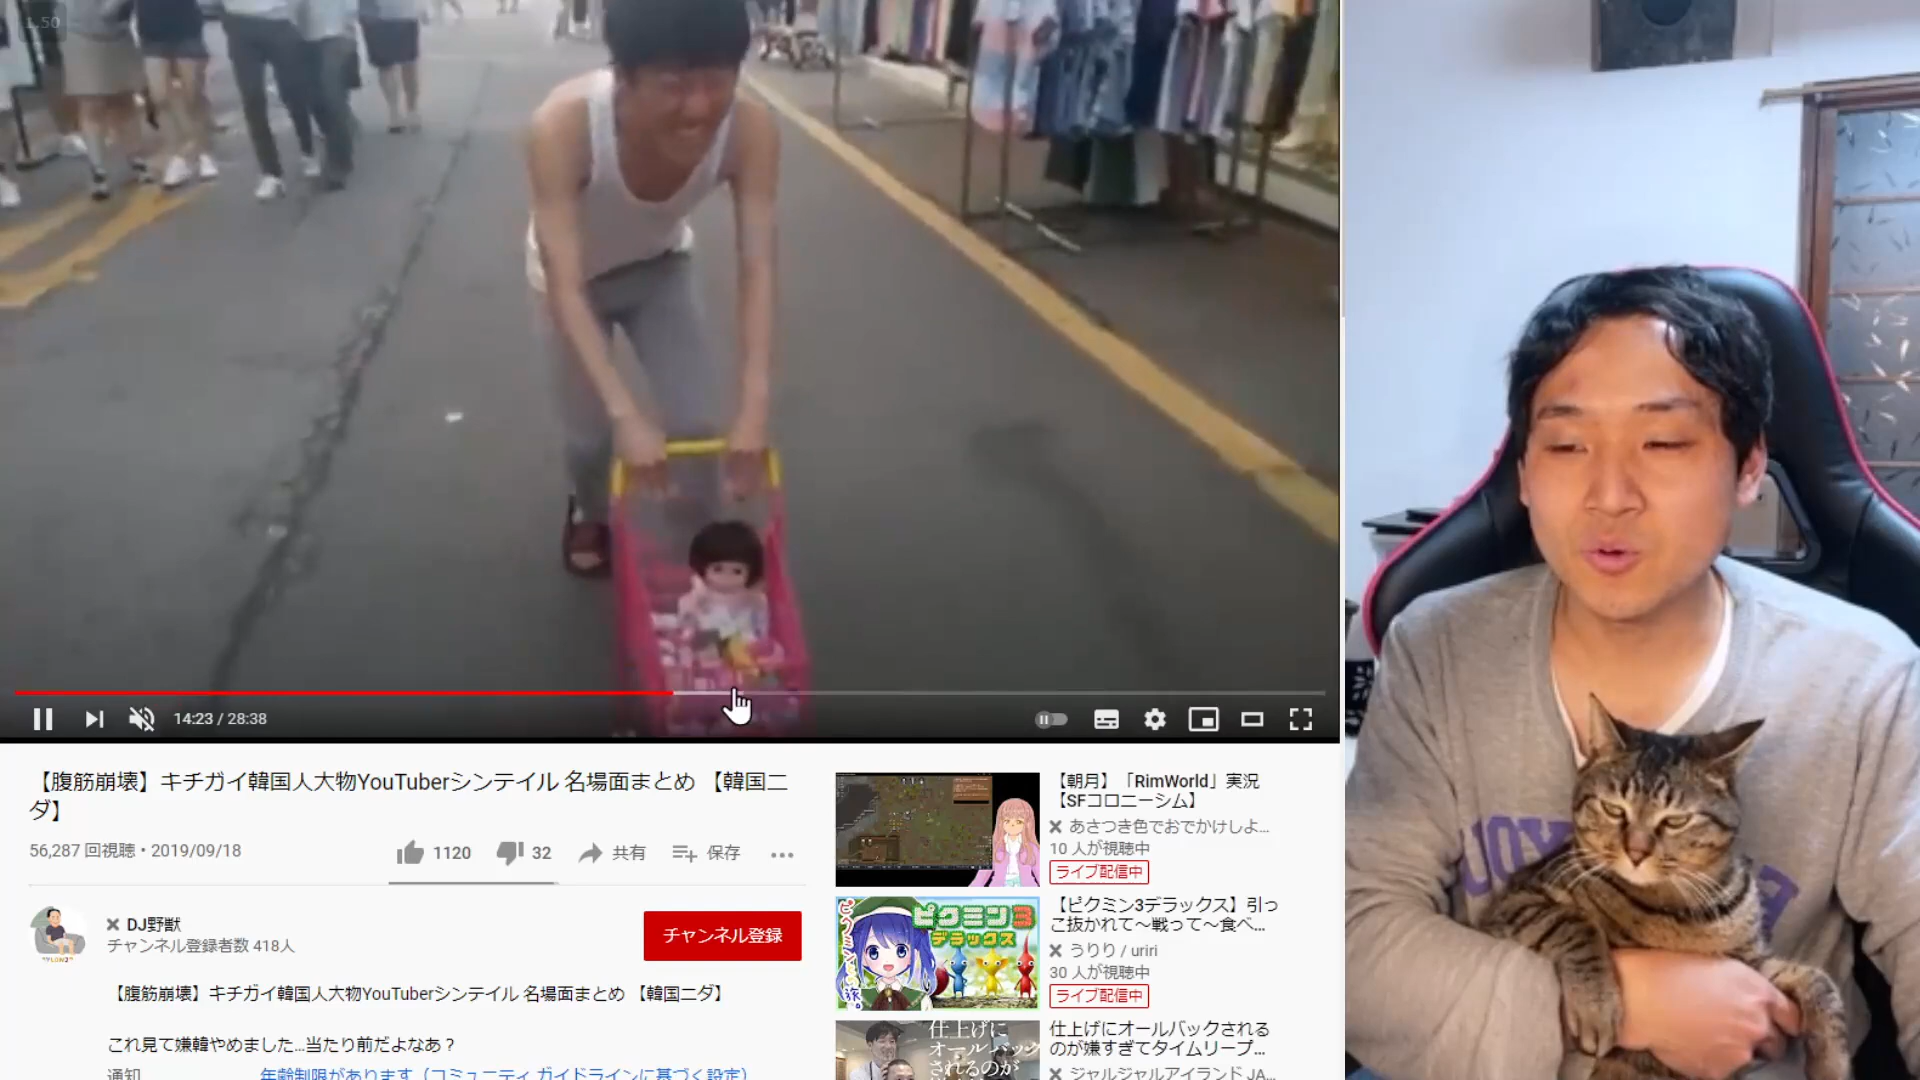 1.50
14:23 / 28:38
【腹筋崩壊】キチガイ韓国人大物YouTuberシンテイル 名場面まとめ 【韓国ニ
ダ】
56,287 回視聴・2019/09/18
1120
32
共有
保存
DJ野獣
チャンネル登録者数 418人
チャンネル登録
【腹筋崩壊】キチガイ韓国人大物YouTuberシンテイル 名場面まとめ 【韓国ニダ】
これ見て嫌韓やめました...当たり前だよなあ？
通知
年齢制限があります（コミュニティ ガイドラインに基づく設定）
【朝月】「RimWorld」実況
【SFコロニーシム】
あさつき色でおでかけしよ...
10 人が視聴中
ライブ配信中
ピクミン3
デラックス
【ピクミン3デラックス】引っ
こ抜かれて～戦って～食べ...
うりり / uriri
30 人が視聴中
ライブ配信中
仕上げに
オールバック
されるのが
仕上げにオールバックされる
のが嫌すぎてタイムリープ...
ジャルジャルアイランド JA...